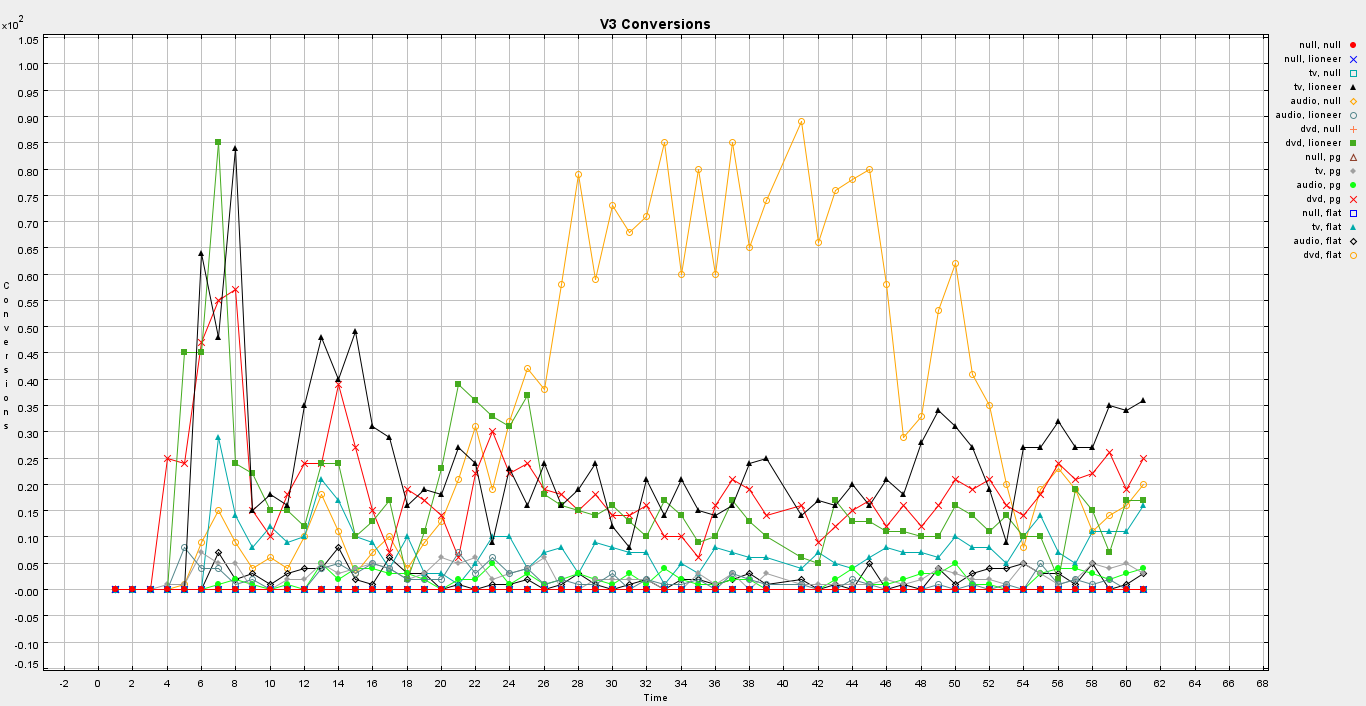 V3 Conversions
x10²
1.05
1.00
0.95
0.90
0.85
0.80
0.75
0.70
0.65
0.60
0.55
0.50
0.45
0.40
0.35
0.30
0.25
0.20
0.15
0.10
0.05
-0.00
-0.05
-0.10
-0.15
Conversions
-2 0 2 4 6 8 10 12 14 16 18 20 22 24 26 28 30 32 34 36 38 40 42 44 46 48 50 52 54 56 58 60 62 64 66 68
Time
null, null
null, lioneer
tv, null
tv, lioneer
audio, null
audio, lioneer
dvd, null
dvd, lioneer
null, pg
tv, pg
audio, pg
dvd, pg
null, flat
tv, flat
audio, flat
dvd, flat